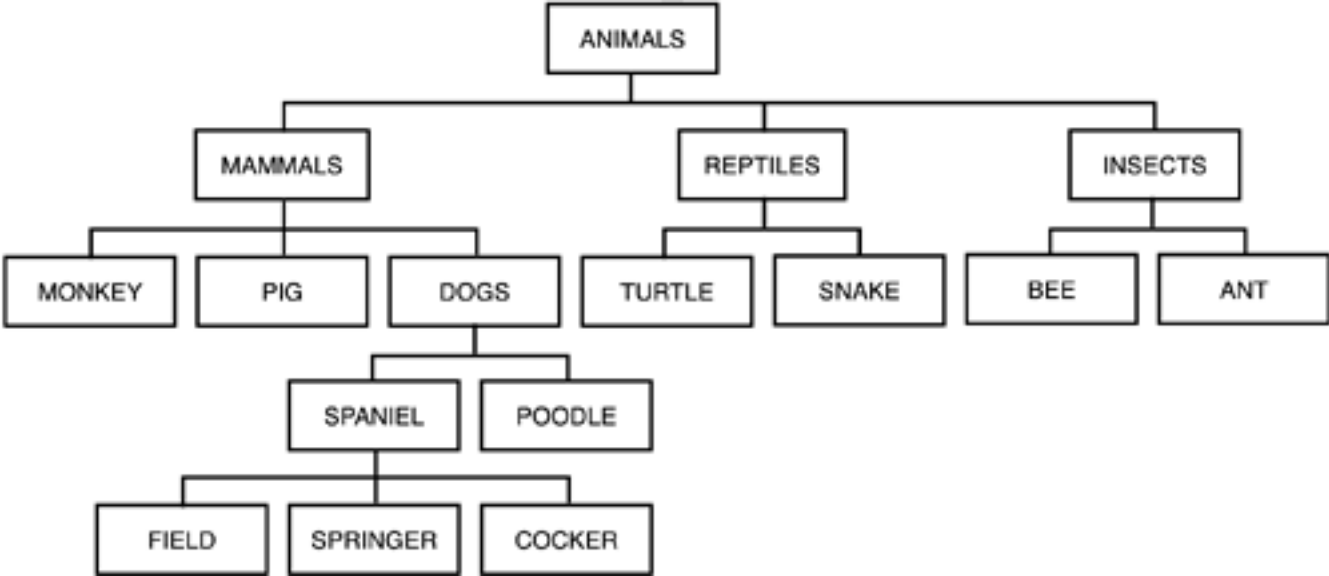 ANIMALS
MAMMALS
REPTILES
INSECTS
MONKEY
PIG
DOGS
TURTLE
SNAKE
BEE
ANT
SPANIEL
POODLE
FIELD
SPRINGER
COCKER